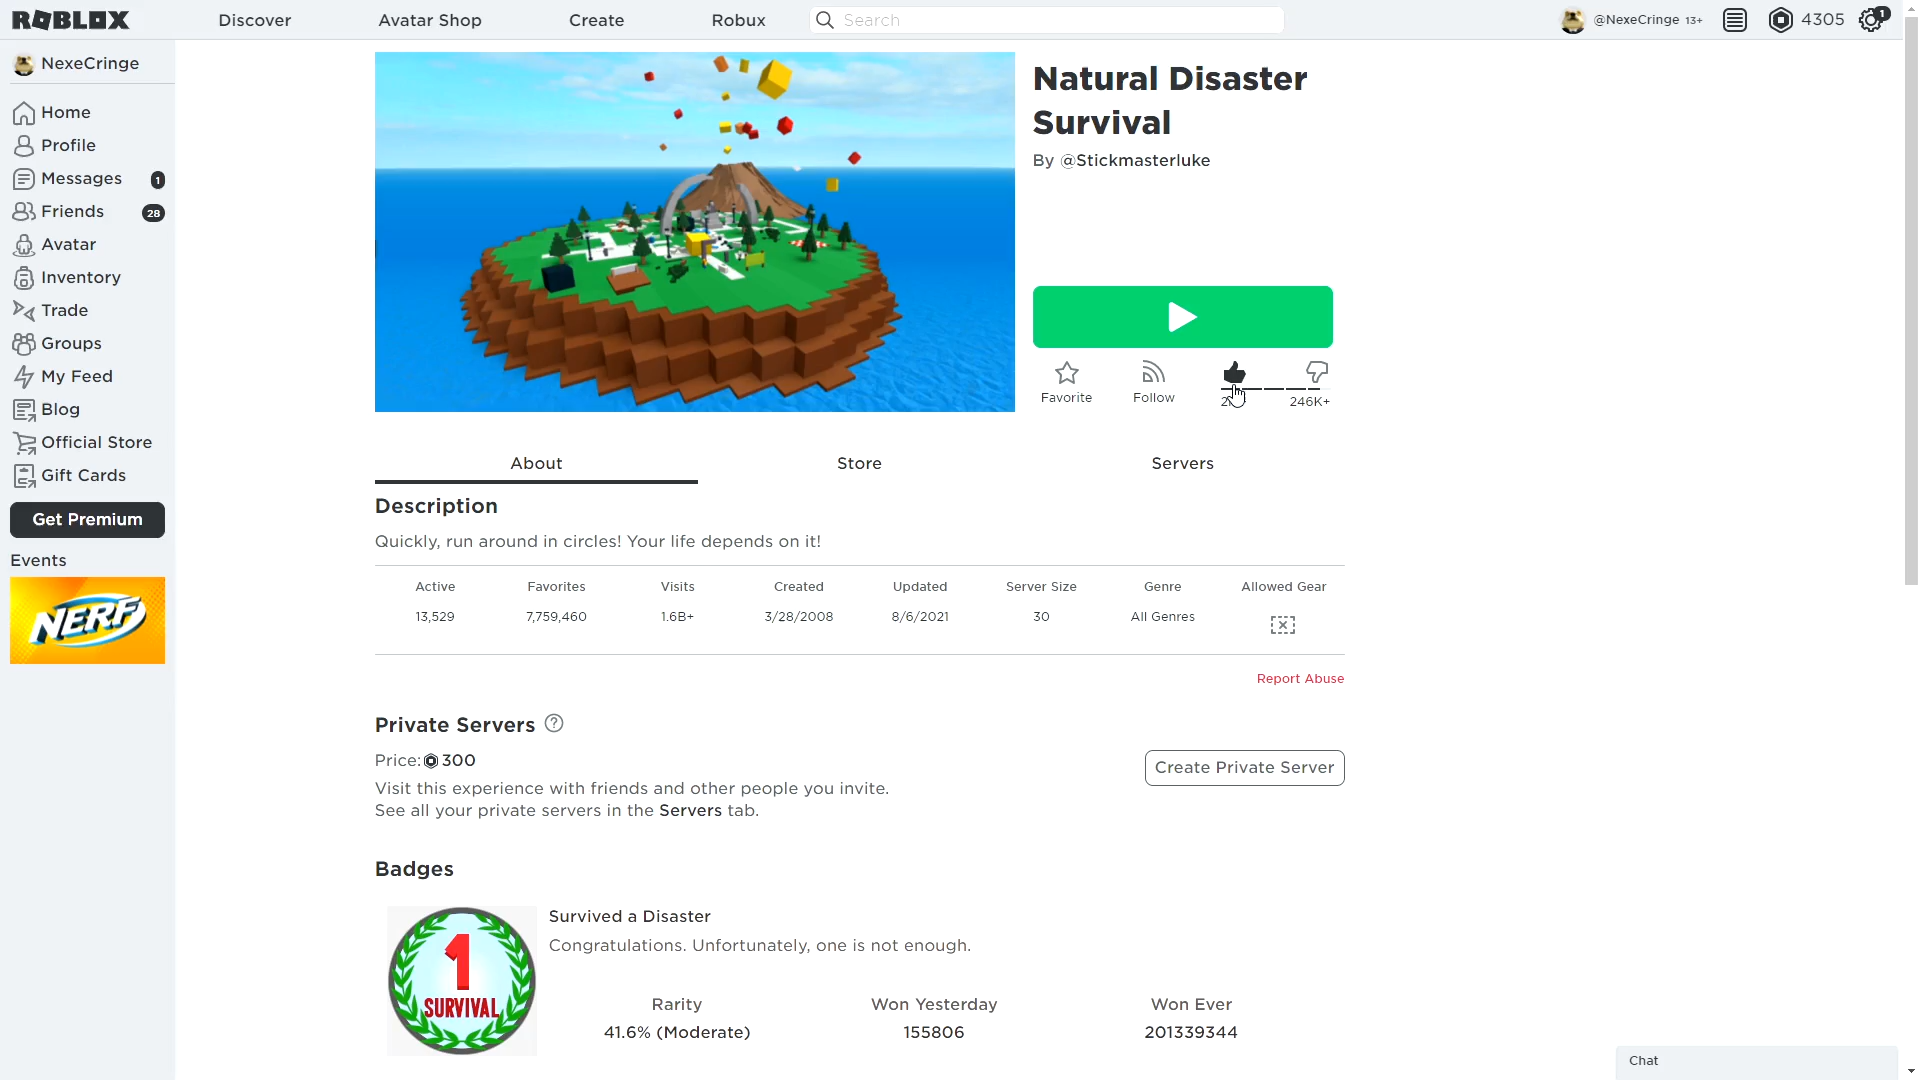 ROBLOX
Discover
Avatar Shop
Create
Robux
Search
@NexeCringe 13+
4305
1
NexeCringe
Home
Profile
Messages 1
Friends 28
Avatar
Inventory
Trade
Groups
My Feed
Blog
Official Store
Gift Cards
Get Premium
Events
NERF
Natural Disaster
Survival
By @Stickmasterluke
Favorite
Follow
246K+
About
Store
Servers
Description
Quickly, run around in circles! Your life depends on it!
Active Favorites Visits Created Updated Server Size Genre Allowed Gear
13,529 7,759,460 1.6B+ 3/28/2008 8/6/2021 30 All Genres
Report Abuse
Private Servers
Price: 300
Create Private Server
Visit this experience with friends and other people you invite.
See all your private servers in the Servers tab.
Badges
1
SURVIVAL
Survived a Disaster
Congratulations. Unfortunately, one is not enough.
Rarity Won Yesterday Won Ever
41.6% (Moderate) 155806 201339344
Chat